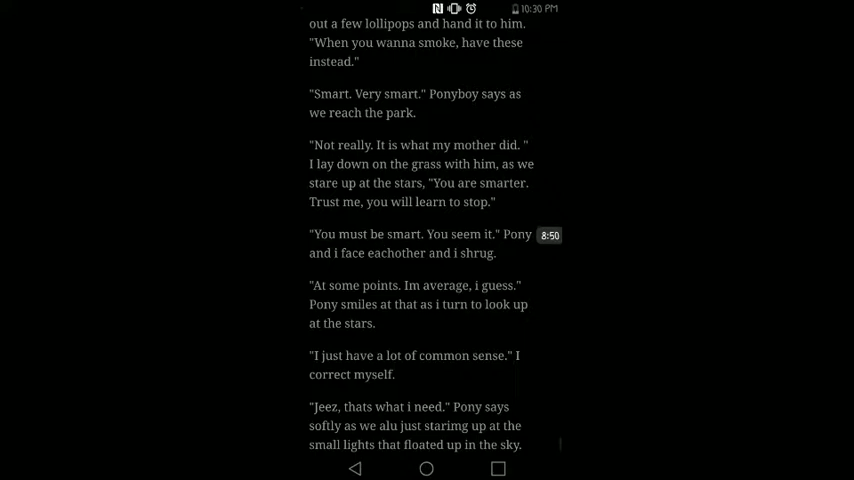 10:30 PM
out a few lollipops and hand it to him.
"When you wanna smoke, have these
instead."
"Smart. Very smart." Ponyboy says as
we reach the park.
"Not really. It is what my mother did. "
I lay down on the grass with him, as we
stare up at the stars, "You are smarter.
Trust me, you will learn to stop."
"You must be smart. You seem it." Pony
8:50
and i face eachother and i shrug.
"At some points. Im average, i guess."
Pony smiles at that as i turn to look up
at the stars.
"I just have a lot of common sense." I
correct myself.
"Jeez, thats what i need." Pony says
softly as we alu just starimg up at the
small lights that floated up in the sky.